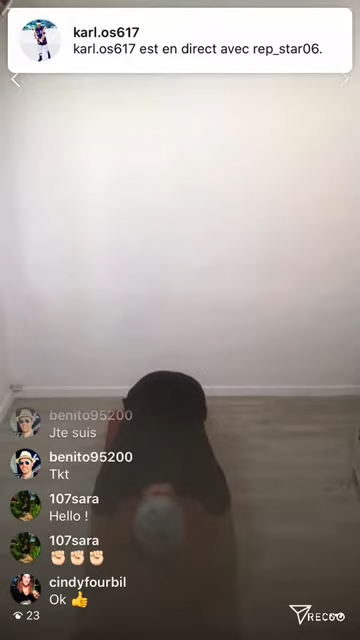 karl.os617
karl.os617 est en direct avec rep_star06.
benito95200
Jte suis
benito95200
Tkt
107sara
Hello !
107sara
✊🏻✊🏻✊🏻
cindyfourbil
Ok 👍
23